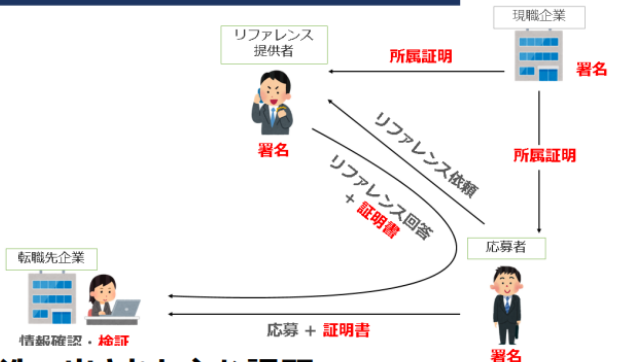 現職企業
リファレンス
提供者
所属証明
署名
署名
リファレンス依頼
所属証明
リファレンス回答
+ 証明書
応募者
転職先企業
情報確認・検証
応募 + 証明書
署名